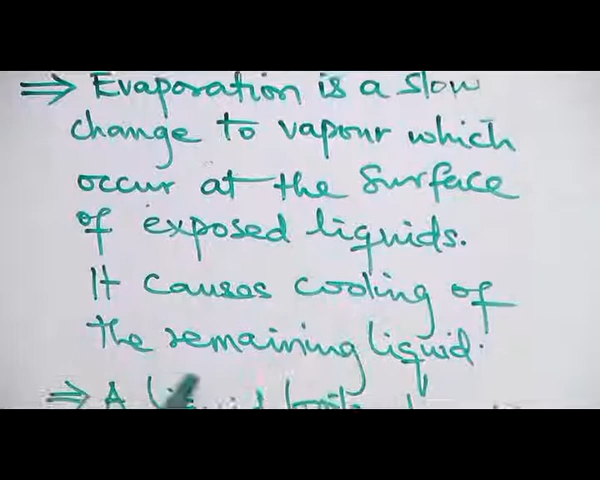 ⇒ Evaporation is a slow
change to vapour which
occur at the surface
of exposed liquids.
It causes cooling of
the remaining liquid.
⇒ A